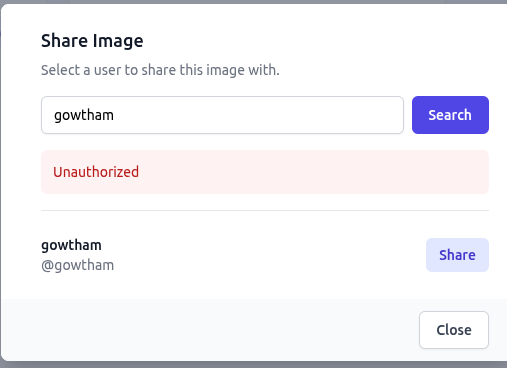 Share Image
Select a user to share this image with.
gowtham Search
Unauthorized
gowtham
@gowtham
Share
Close